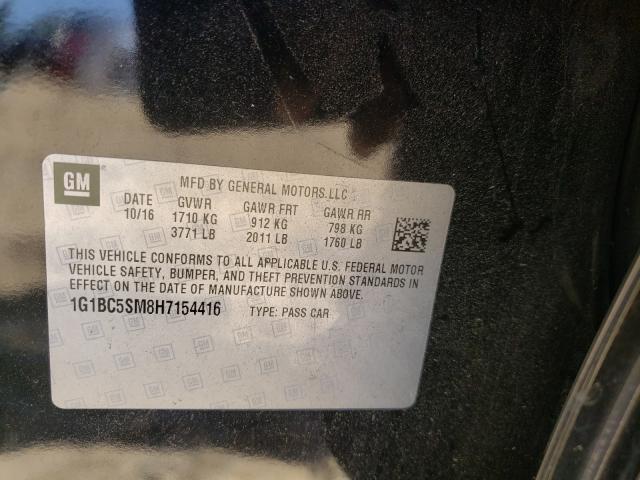 GM
MFD BY GENERAL MOTORS LLC
DATE GVWR GAWR FRT GAWR RR
10/16 1710 KG 912 KG 798 KG
3771 LB 2011 LB 1760 LB
THIS VEHICLE CONFORMS TO ALL APPLICABLE U.S. FEDERAL MOTOR
VEHICLE SAFETY, BUMPER, AND THEFT PREVENTION STANDARDS IN
EFFECT ON THE DATE OF MANUFACTURE SHOWN ABOVE.
1G1BC5SM8H7154416 TYPE: PASS CAR